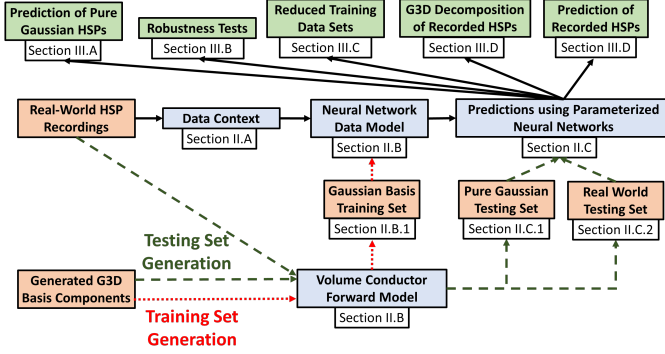 Prediction of Pure
Gaussian HSPs
Section III.A
Robustness Tests
Section III.B
Reduced Training
Data Sets
Section III.C
G3D Decomposition
of Recorded HSPs
Section III.D
Prediction of
Recorded HSPs
Section III.D
Real-World HSP
Recordings
Data Context
Section II.A
Neural Network
Data Model
Section II.B
Predictions using Parameterized
Neural Networks
Section II.C
Gaussian Basis
Training Set
Section II.B.1
Pure Gaussian
Testing Set
Section II.C.1
Real World
Testing Set
Section II.C.2
Testing Set
Generation
Generated G3D
Basis Components
Volume Conductor
Forward Model
Section II.B
Training Set
Generation